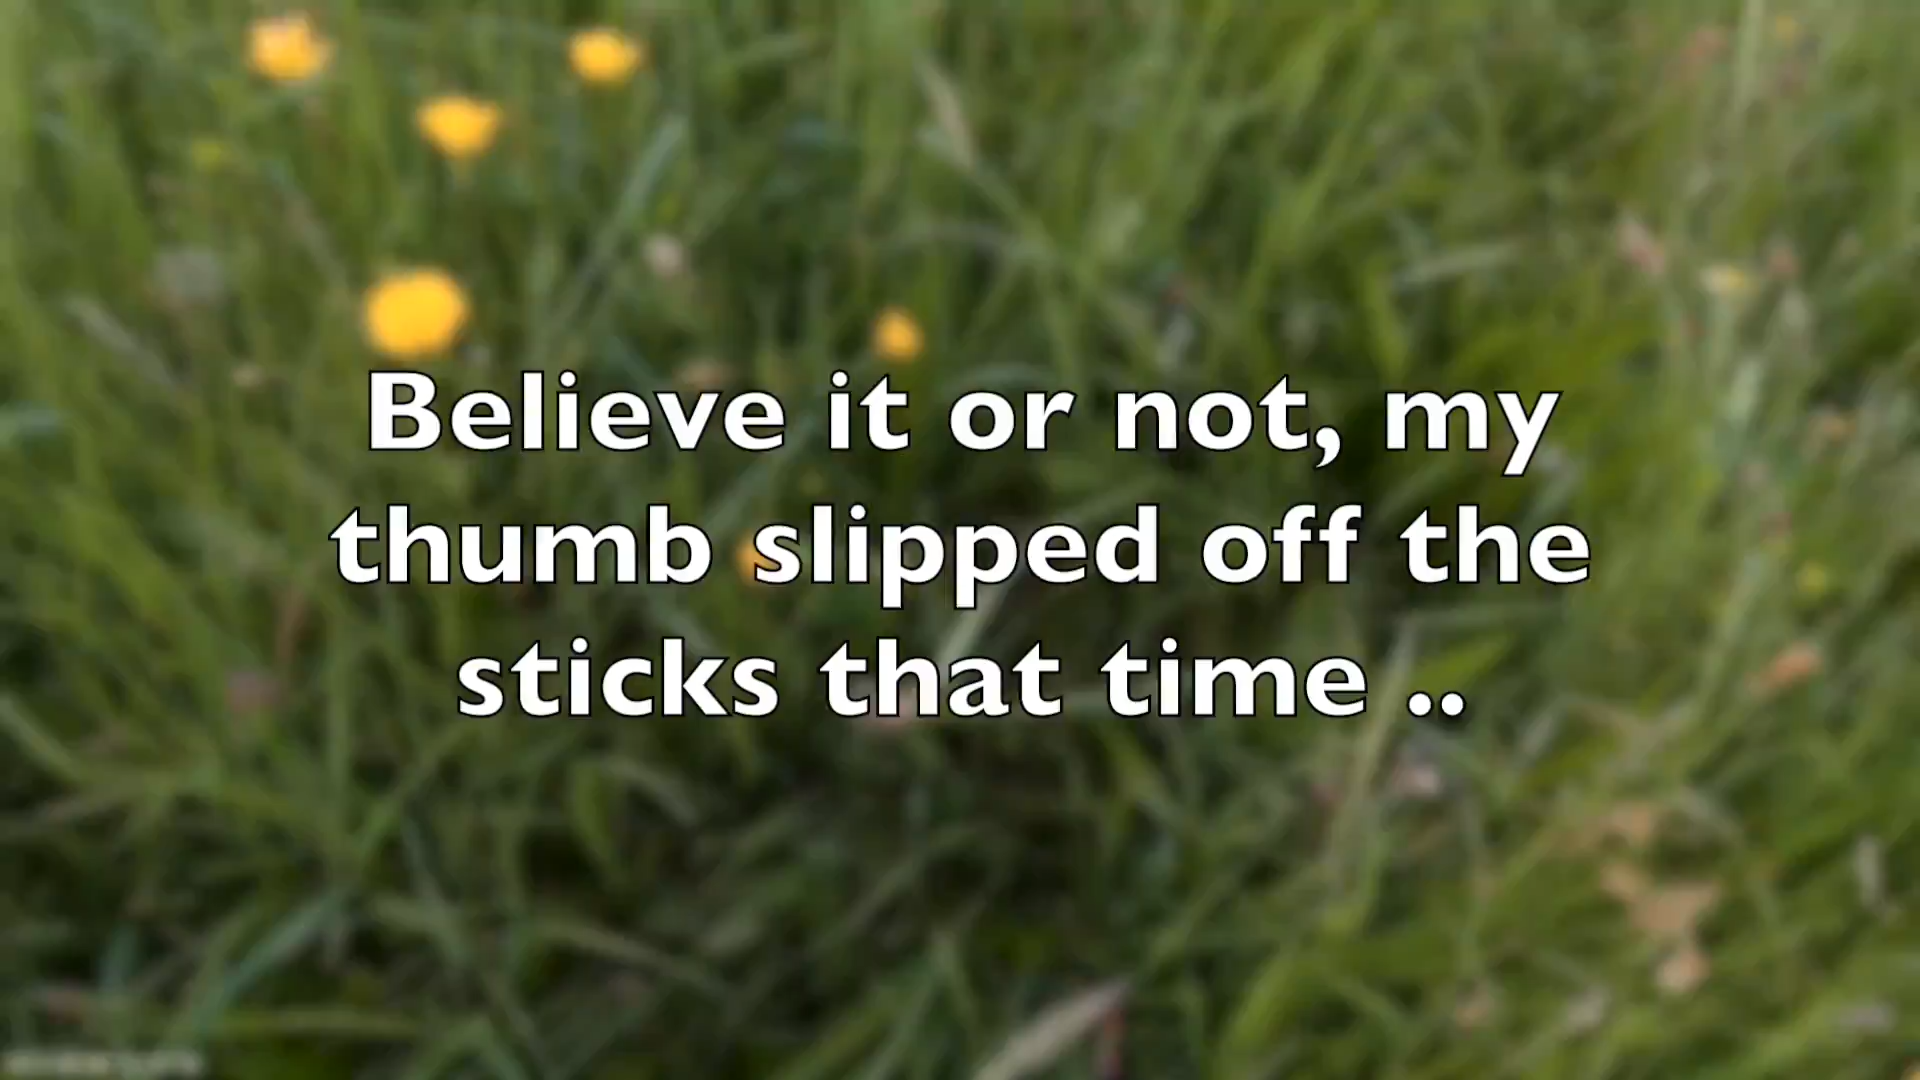 Believe it or not, my
thumb slipped off the
sticks that time ..